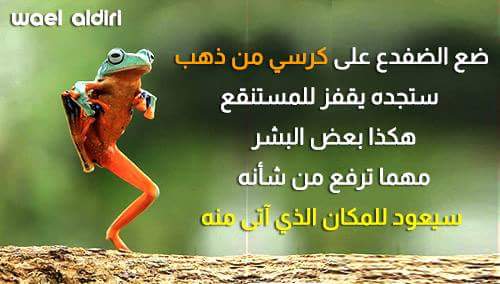 wael aldiri
ضع الضفدع على كرسي من ذهب
ستجده يقفز للمستنقع
هكذا بعض البشر
مهما ترفع من شأنه
سيعود للمكان الذي آتى منه